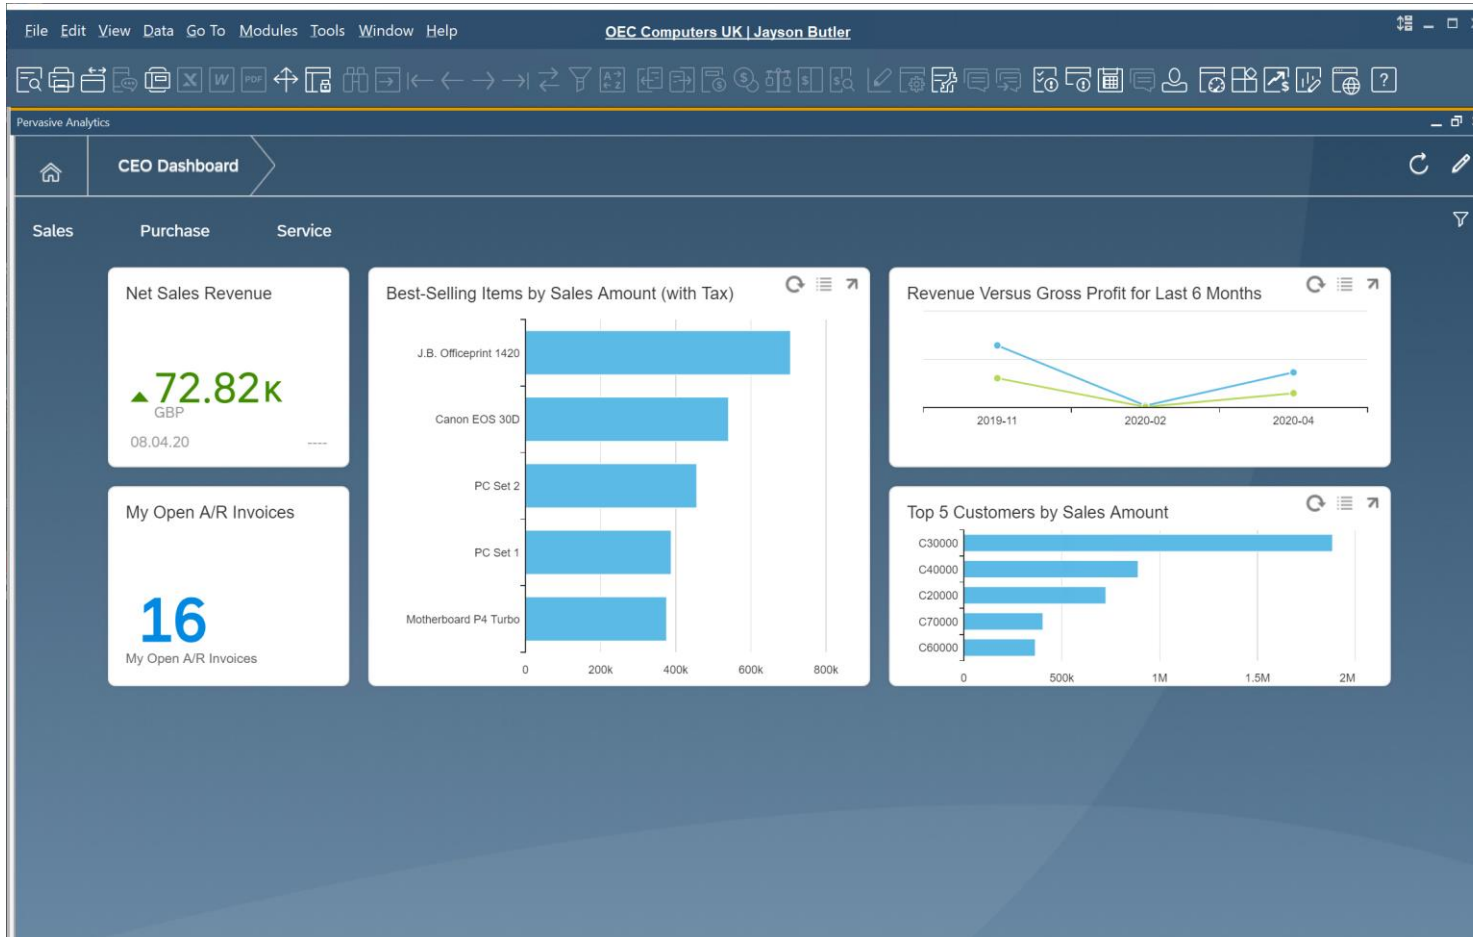 File Edit View Data Go To Modules Tools Window Help OEC Computers UK | Jayson Butler
Pervasive Analytics
CEO Dashboard
Sales Purchase Service
Net Sales Revenue
72.82K
GBP
08.04.20 ----
My Open A/R Invoices
16
My Open A/R Invoices
Best-Selling Items by Sales Amount (with Tax)
J.B. Officeprint 1420
Canon EOS 30D
PC Set 2
PC Set 1
Motherboard P4 Turbo
0 200k 400k 600k 800k
Revenue Versus Gross Profit for Last 6 Months
2019-11 2020-02 2020-04
Top 5 Customers by Sales Amount
C30000
C40000
C20000
C70000
C60000
0 500k 1M 1.5M 2M